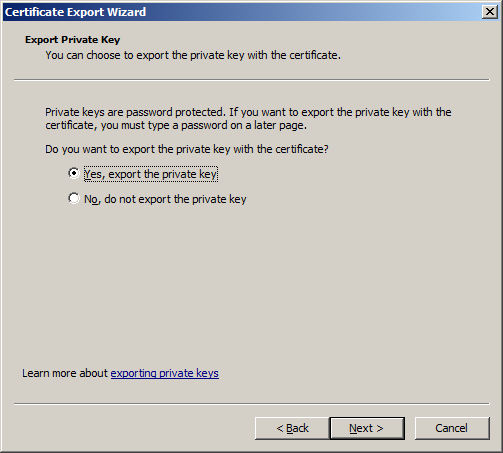 Certificate Export Wizard
Export Private Key
You can choose to export the private key with the certificate.
Private keys are password protected. If you want to export the private key with the
certificate, you must type a password on a later page.
Do you want to export the private key with the certificate?
Yes, export the private key
No, do not export the private key
Learn more about exporting private keys
< Back
Next >
Cancel